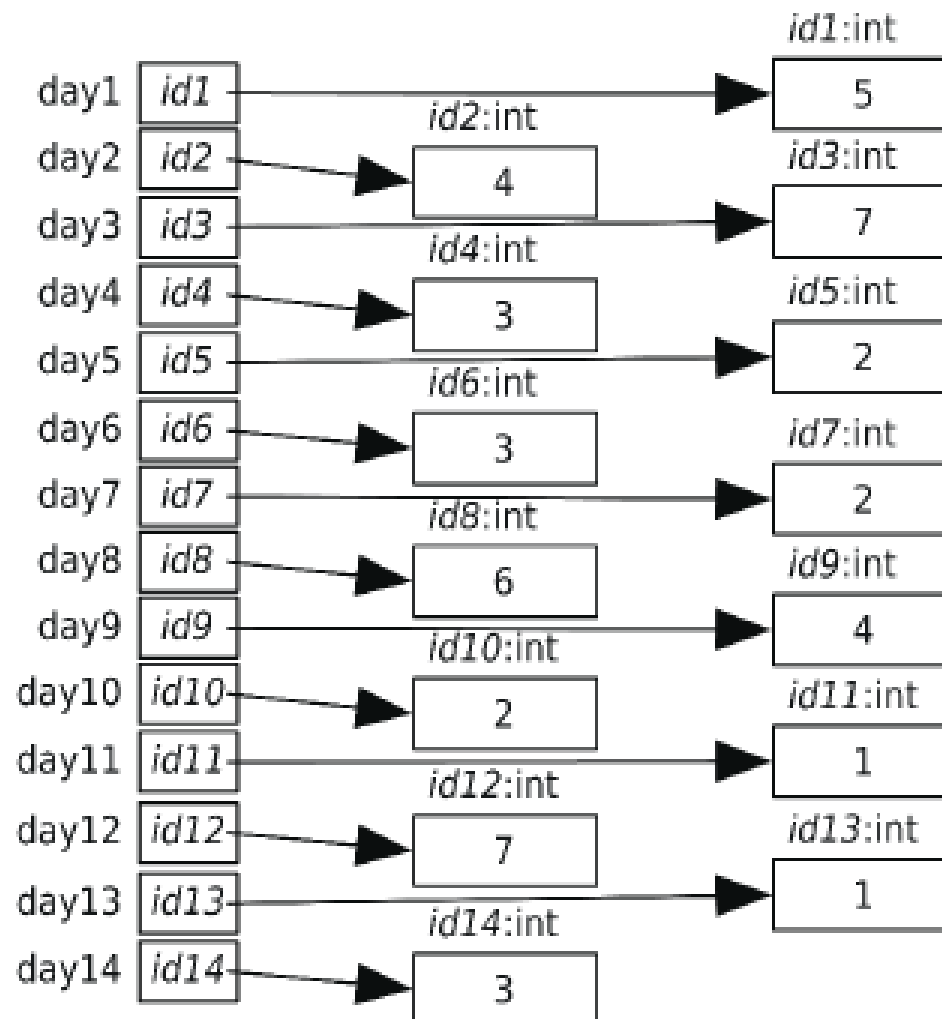 id1:int
day1 id1 5
id2:int
day2 id2 4
id3:int
day3 id3 7
id4:int
day4 id4 3
id5:int
day5 id5 2
id6:int
day6 id6 3
id7:int
day7 id7 2
id8:int
day8 id8 6
id9:int
day9 id9 4
id10:int
day10 id10 2
id11:int
day11 id11 1
id12:int
day12 id12 7
id13:int
day13 id13 1
id14:int
day14 id14 3